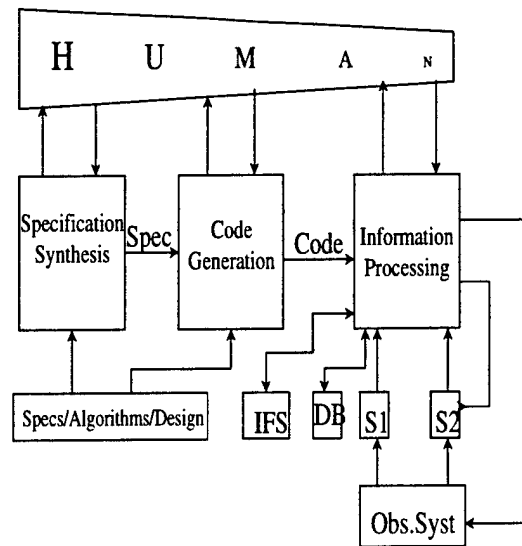 H U M A N
Specification
Synthesis
Spec
Code
Generation
Code
Information
Processing
Specs/Algorithms/Design
IFS
DB
S1
S2
Obs.Syst